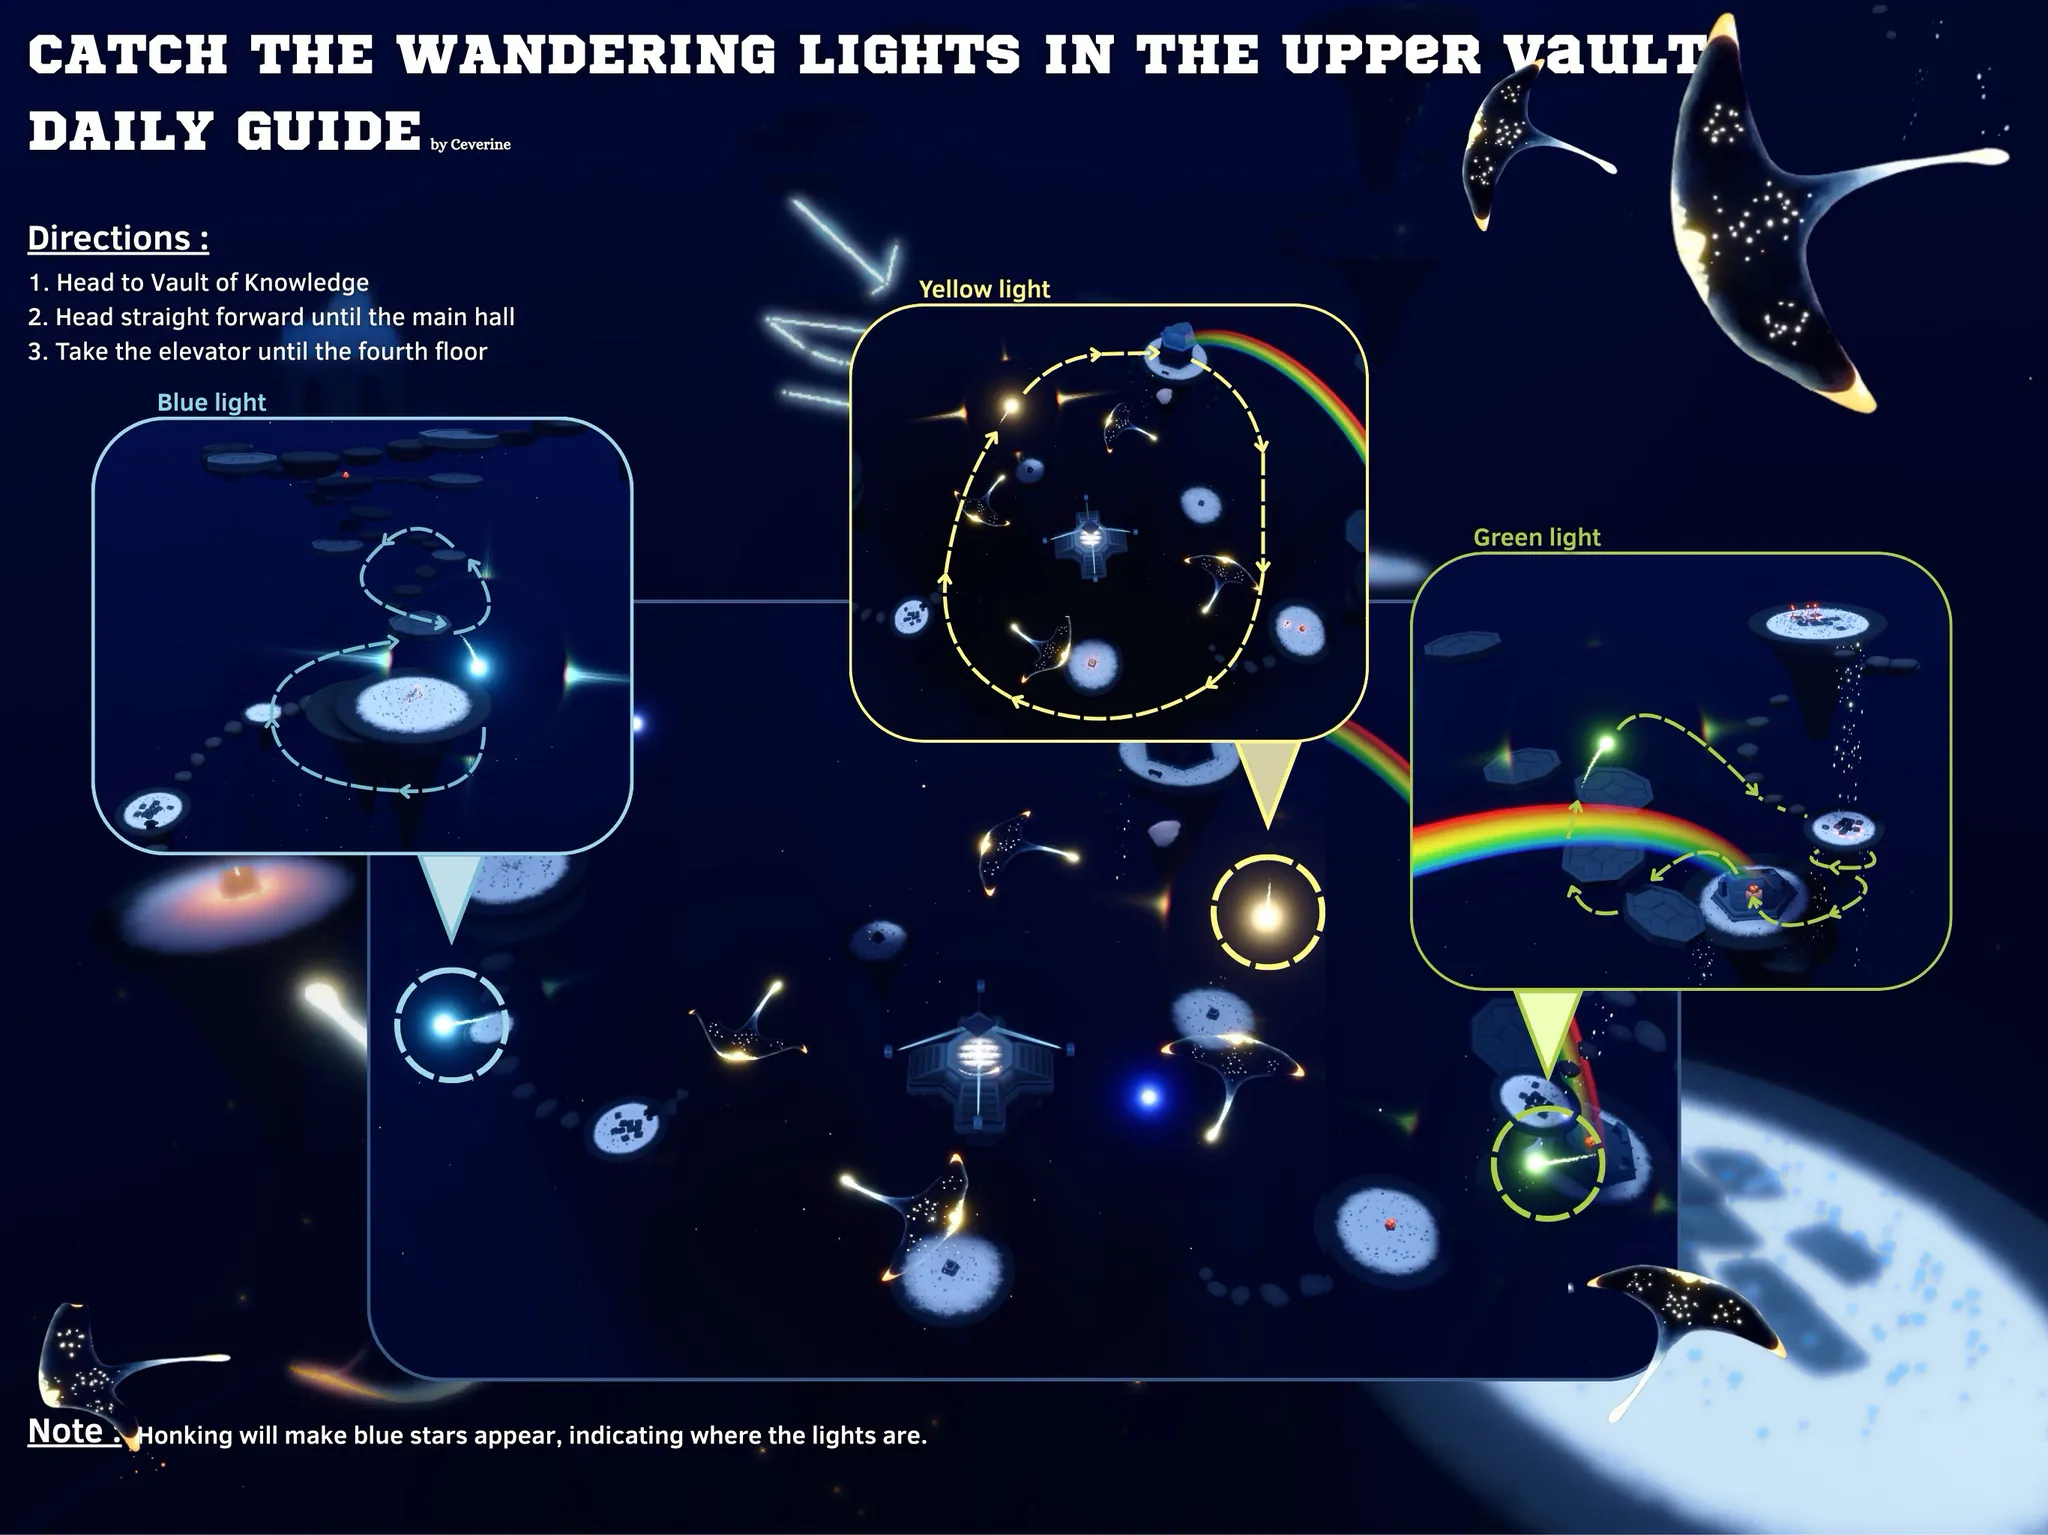 CATCH THE WANDERING LIGHTS IN THE UPPER VAULT
DAILY GUIDE by Ceverine
Directions :
1. Head to Vault of Knowledge
2. Head straight forward until the main hall
3. Take the elevator until the fourth floor
Blue light
Yellow light
Green light
Note : Honking will make blue stars appear, indicating where the lights are.